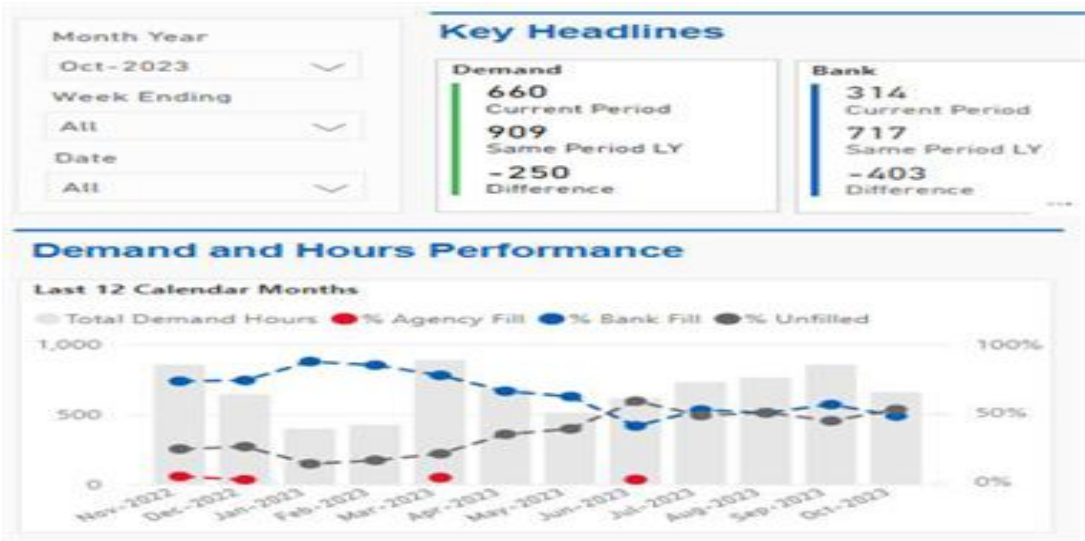 Month Year
Oct-2023
Week Ending
All
Date
All
Key Headlines
Demand
660
Current Period
909
Same Period LY
-250
Difference
Bank
314
Current Period
717
Same Period LY
-403
Difference
Demand and Hours Performance
Last 12 Calendar Months
Total Demand Hours % Agency Fill % Bank Fill % Unfilled
1,000 100%
500 50%
0 0%
Nov-2022 Dec-2022 Jan-2023 Feb-2023 Mar-2023 Apr-2023 May-2023 Jun-2023 Jul-2023 Aug-2023 Sep-2023 Oct-2023